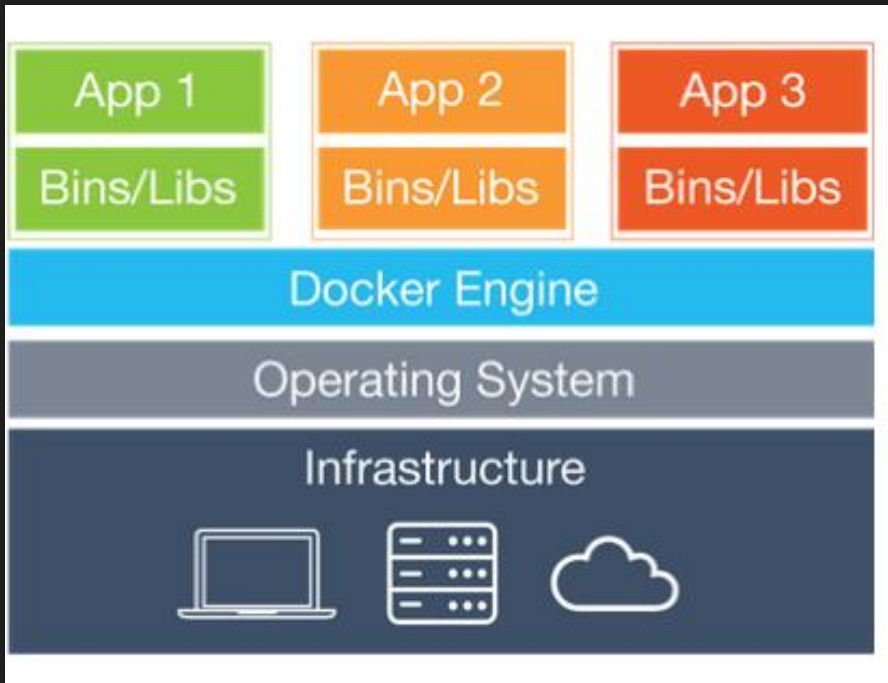 App 1
App 2
App 3
Bins/Libs
Bins/Libs
Bins/Libs
Docker Engine
Operating System
Infrastructure